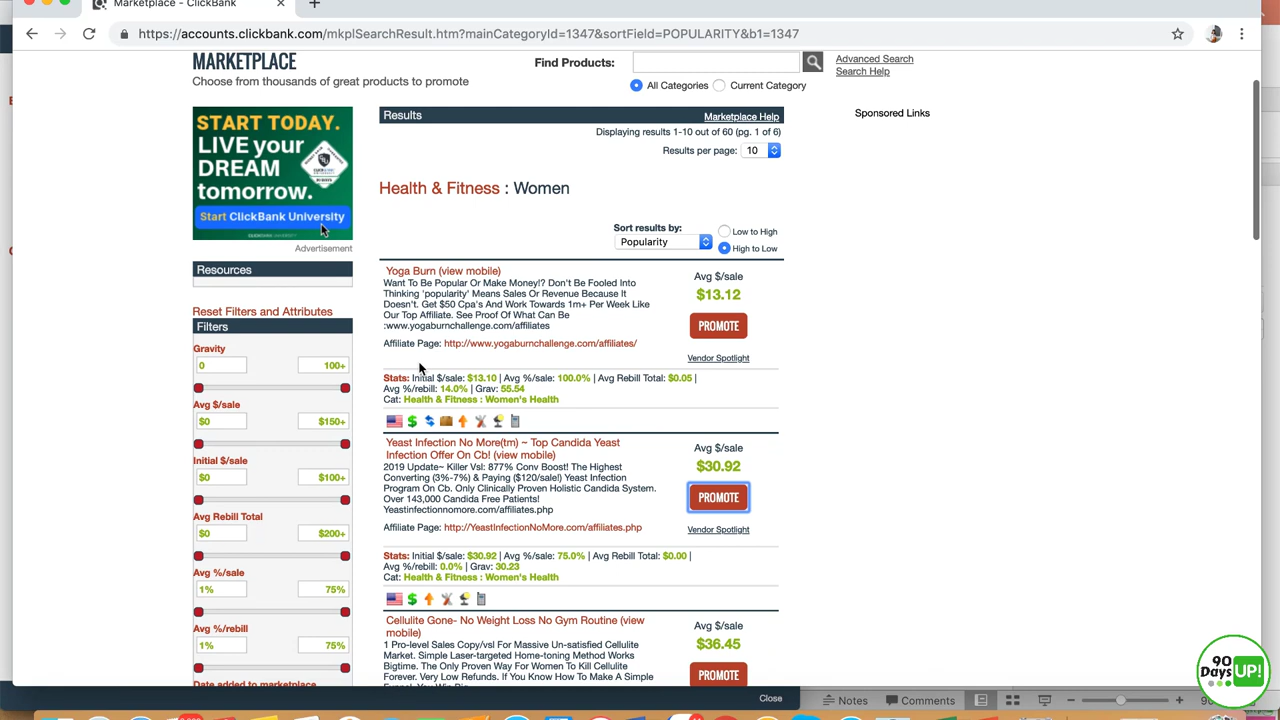 Marketplace - ClickBank
https://accounts.clickbank.com/mkplSearchResult.htm?mainCategoryId=1347&sortField=POPULARITY&b1=1347
MARKETPLACE
Choose from thousands of great products to promote
Find Products:
Advanced Search
Search Help
All Categories
Current Category
START TODAY.
LIVE your
DREAM
tomorrow.
Start ClickBank University
Advertisement
Resources
Reset Filters and Attributes
Filters
Gravity
0 100+
Avg $/sale
$0 $150+
Initial $/sale
$0 $100+
Avg Rebill Total
$0 $200+
Avg %/sale
1% 75%
Avg %/rebill
1% 75%
Date added to marketplace
Results
Marketplace Help
Displaying results 1-10 out of 60 (pg. 1 of 6)
Results per page: 10
Health & Fitness : Women
Sort results by:
Popularity
Low to High
High to Low
Yoga Burn (view mobile)
Want To Be Popular Or Make Money!? Don't Be Fooled Into
Thinking 'popularity' Means Sales Or Revenue Because It
Doesn't. Get $50 Cpa's And Work Towards 1m+ Per Week Like
Our Top Affiliate. See Proof Of What Can Be
:www.yogaburnchallenge.com/affiliates
Affiliate Page: http://www.yogaburnchallenge.com/affiliates/
Avg $/sale
$13.12
PROMOTE
Vendor Spotlight
Stats: Initial $/sale: $13.10 | Avg %/sale: 100.0% | Avg Rebill Total: $0.05 |
Avg %/rebill: 14.0% | Grav: 55.54
Cat: Health & Fitness : Women's Health
Yeast Infection No More(tm) ~ Top Candida Yeast
Infection Offer On Cb! (view mobile)
2019 Update~ Killer Vsl: 877% Conv Boost! The Highest
Converting (3%-7%) & Paying ($120/sale!) Yeast Infection
Program On Cb. Only Clinically Proven Holistic Candida System.
Over 143,000 Candida Free Patients!
Yeastinfectionnomore.com/affiliates.php
Affiliate Page: http://YeastInfectionNoMore.com/affiliates.php
Avg $/sale
$30.92
PROMOTE
Vendor Spotlight
Stats: Initial $/sale: $30.92 | Avg %/sale: 75.0% | Avg Rebill Total: $0.00 |
Avg %/rebill: 0.0% | Grav: 30.23
Cat: Health & Fitness : Women's Health
Cellulite Gone- No Weight Loss No Gym Routine (view
mobile)
1 Pro-level Sales Copy/vsl For Massive Un-satisfied Cellulite
Market. Simple Laser-targeted Home-toning Method Works
Bigtime. The Only Proven Way For Women To Kill Cellulite
Forever. Very Low Refunds. If You Know How To Make A Simple
Avg $/sale
$36.45
PROMOTE
Sponsored Links
Close
Notes
Comments
90
Days UP!